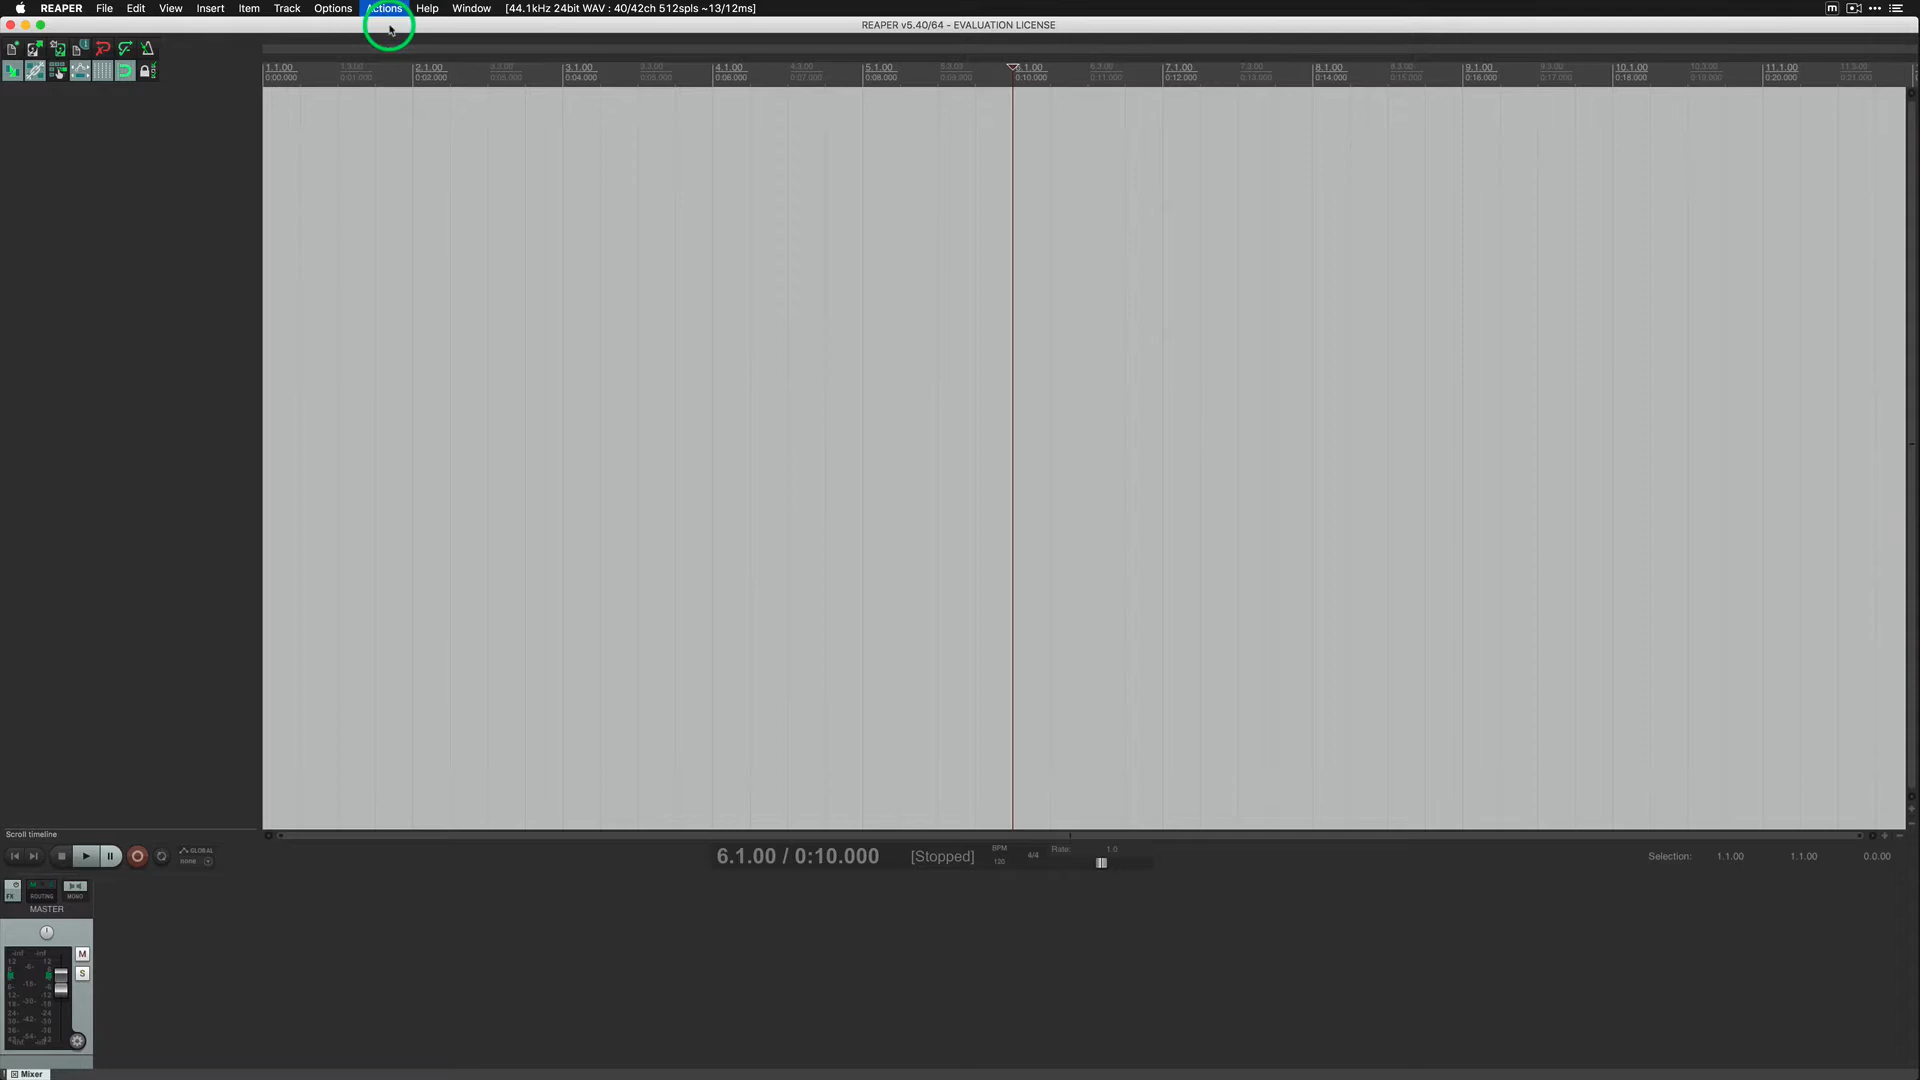 REAPER File Edit View Insert Item Track Options Actions Help Window [44.1kHz 24bit WAV : 40/42ch 512spls ~13/12ms]
REAPER v5.40/64 - EVALUATION LICENSE
1.1.00 1.3.00 2.1.00 2.3.00 3.1.00 3.3.00 4.1.00 4.3.00 5.1.00 5.3.00 6.1.00 6.3.00 7.1.00 7.3.00 8.1.00 8.3.00 9.1.00 9.3.00 10.1.00 10.3.00 11.1.00 11.3.00
0:00.000 0:01.000 0:02.000 0:03.000 0:04.000 0:05.000 0:06.000 0:07.000 0:08.000 0:09.000 0:10.000 0:11.000 0:12.000 0:13.000 0:14.000 0:15.000 0:16.000 0:17.000 0:18.000 0:19.000 0:20.000 0:21.000
Scroll timeline
GLOBAL
none
6.1.00 / 0:10.000 [Stopped]
BPM
120
4/4
Rate: 1.0
Selection: 1.1.00 1.1.00 0.0.00
FX ROUTING MONO
MASTER
-inf -inf
12 12
M
S
Mixer